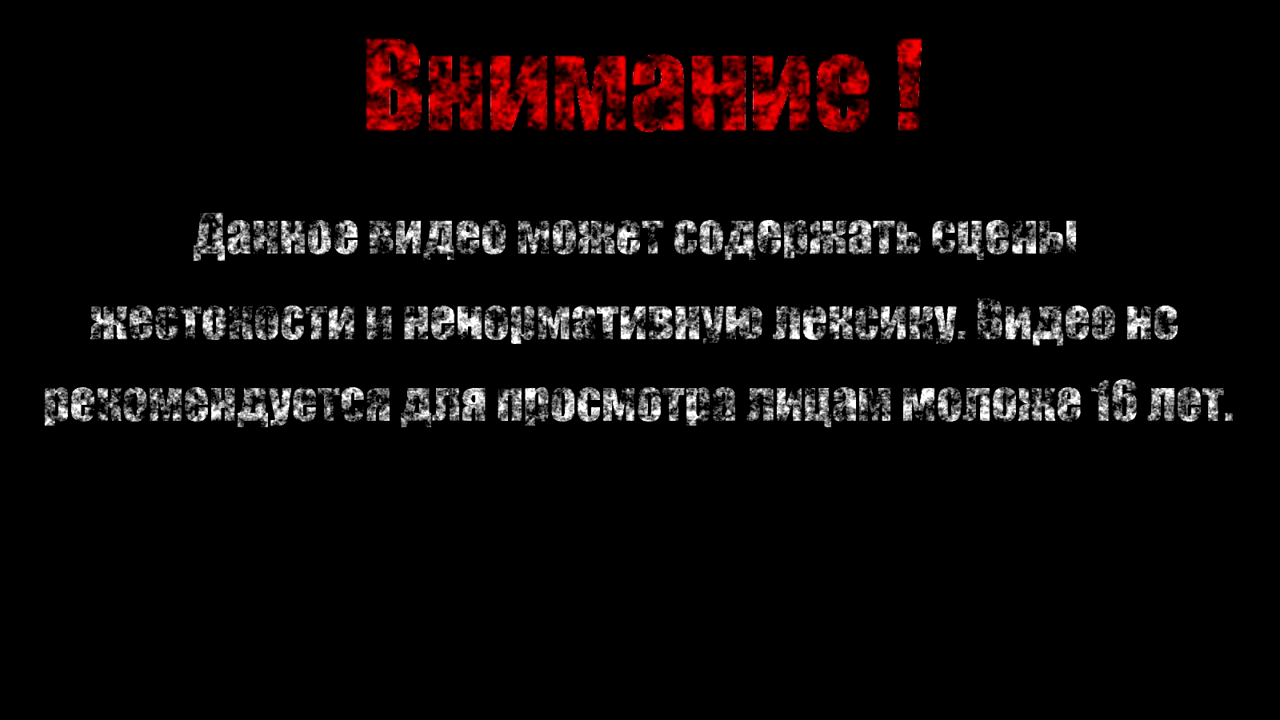 Внимание !
Данное видео может содержать сцены
жестокости и ненормативную лексику. Видео не
рекомендуется для просмотра лицам моложе 16 лет.